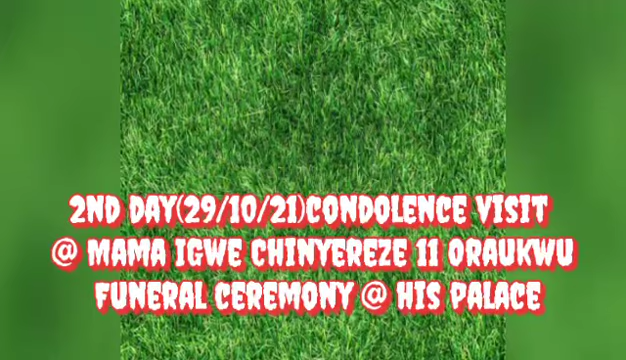 2ND DAY(29/10/21)CONDOLENCE VISIT
@ MAMA IGWE CHINYEREZE 11 ORAUKWU
FUNERAL CEREMONY @ HIS PALACE